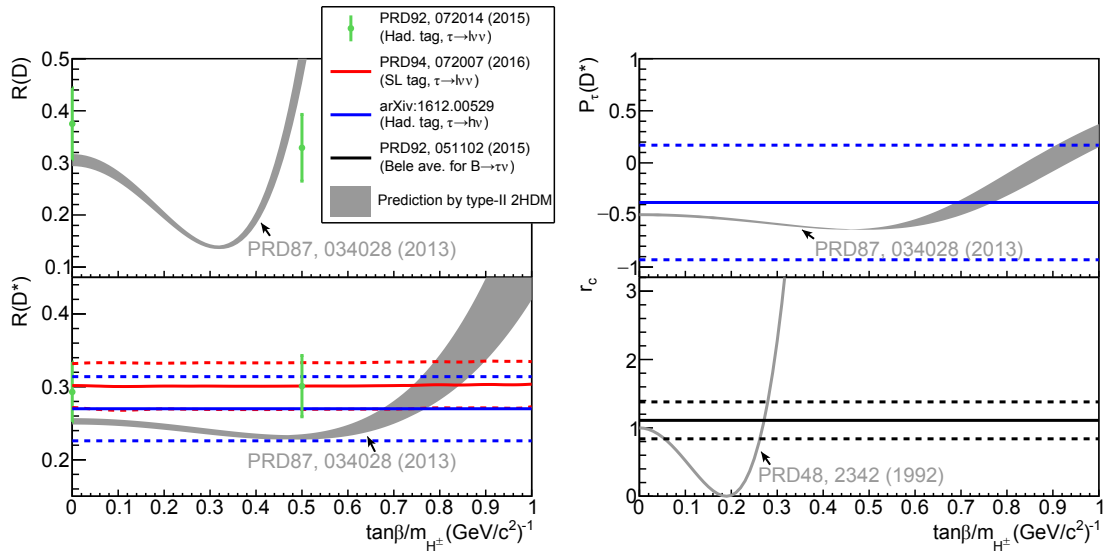 PRD92, 072014 (2015)
(Had. tag, τ→lνν)
PRD94, 072007 (2016)
(SL tag, τ→lνν)
arXiv:1612.00529
(Had. tag, τ→hν)
PRD92, 051102 (2015)
(Bele ave. for B→τν)
Prediction by type-II 2HDM
R(D)
0.5
0.4
0.3
0.2
0.1
PRD87, 034028 (2013)
R(D*)
0.4
0.3
0.2
PRD87, 034028 (2013)
0 0.1 0.2 0.3 0.4 0.5 0.6 0.7 0.8 0.9 1
tanβ/m_H± (GeV/c²)⁻¹
P_τ(D*)
1
0.5
0
−0.5
−1
PRD87, 034028 (2013)
r_c
3
2
1
0
PRD48, 2342 (1992)
0 0.1 0.2 0.3 0.4 0.5 0.6 0.7 0.8 0.9 1
tanβ/m_H± (GeV/c²)⁻¹